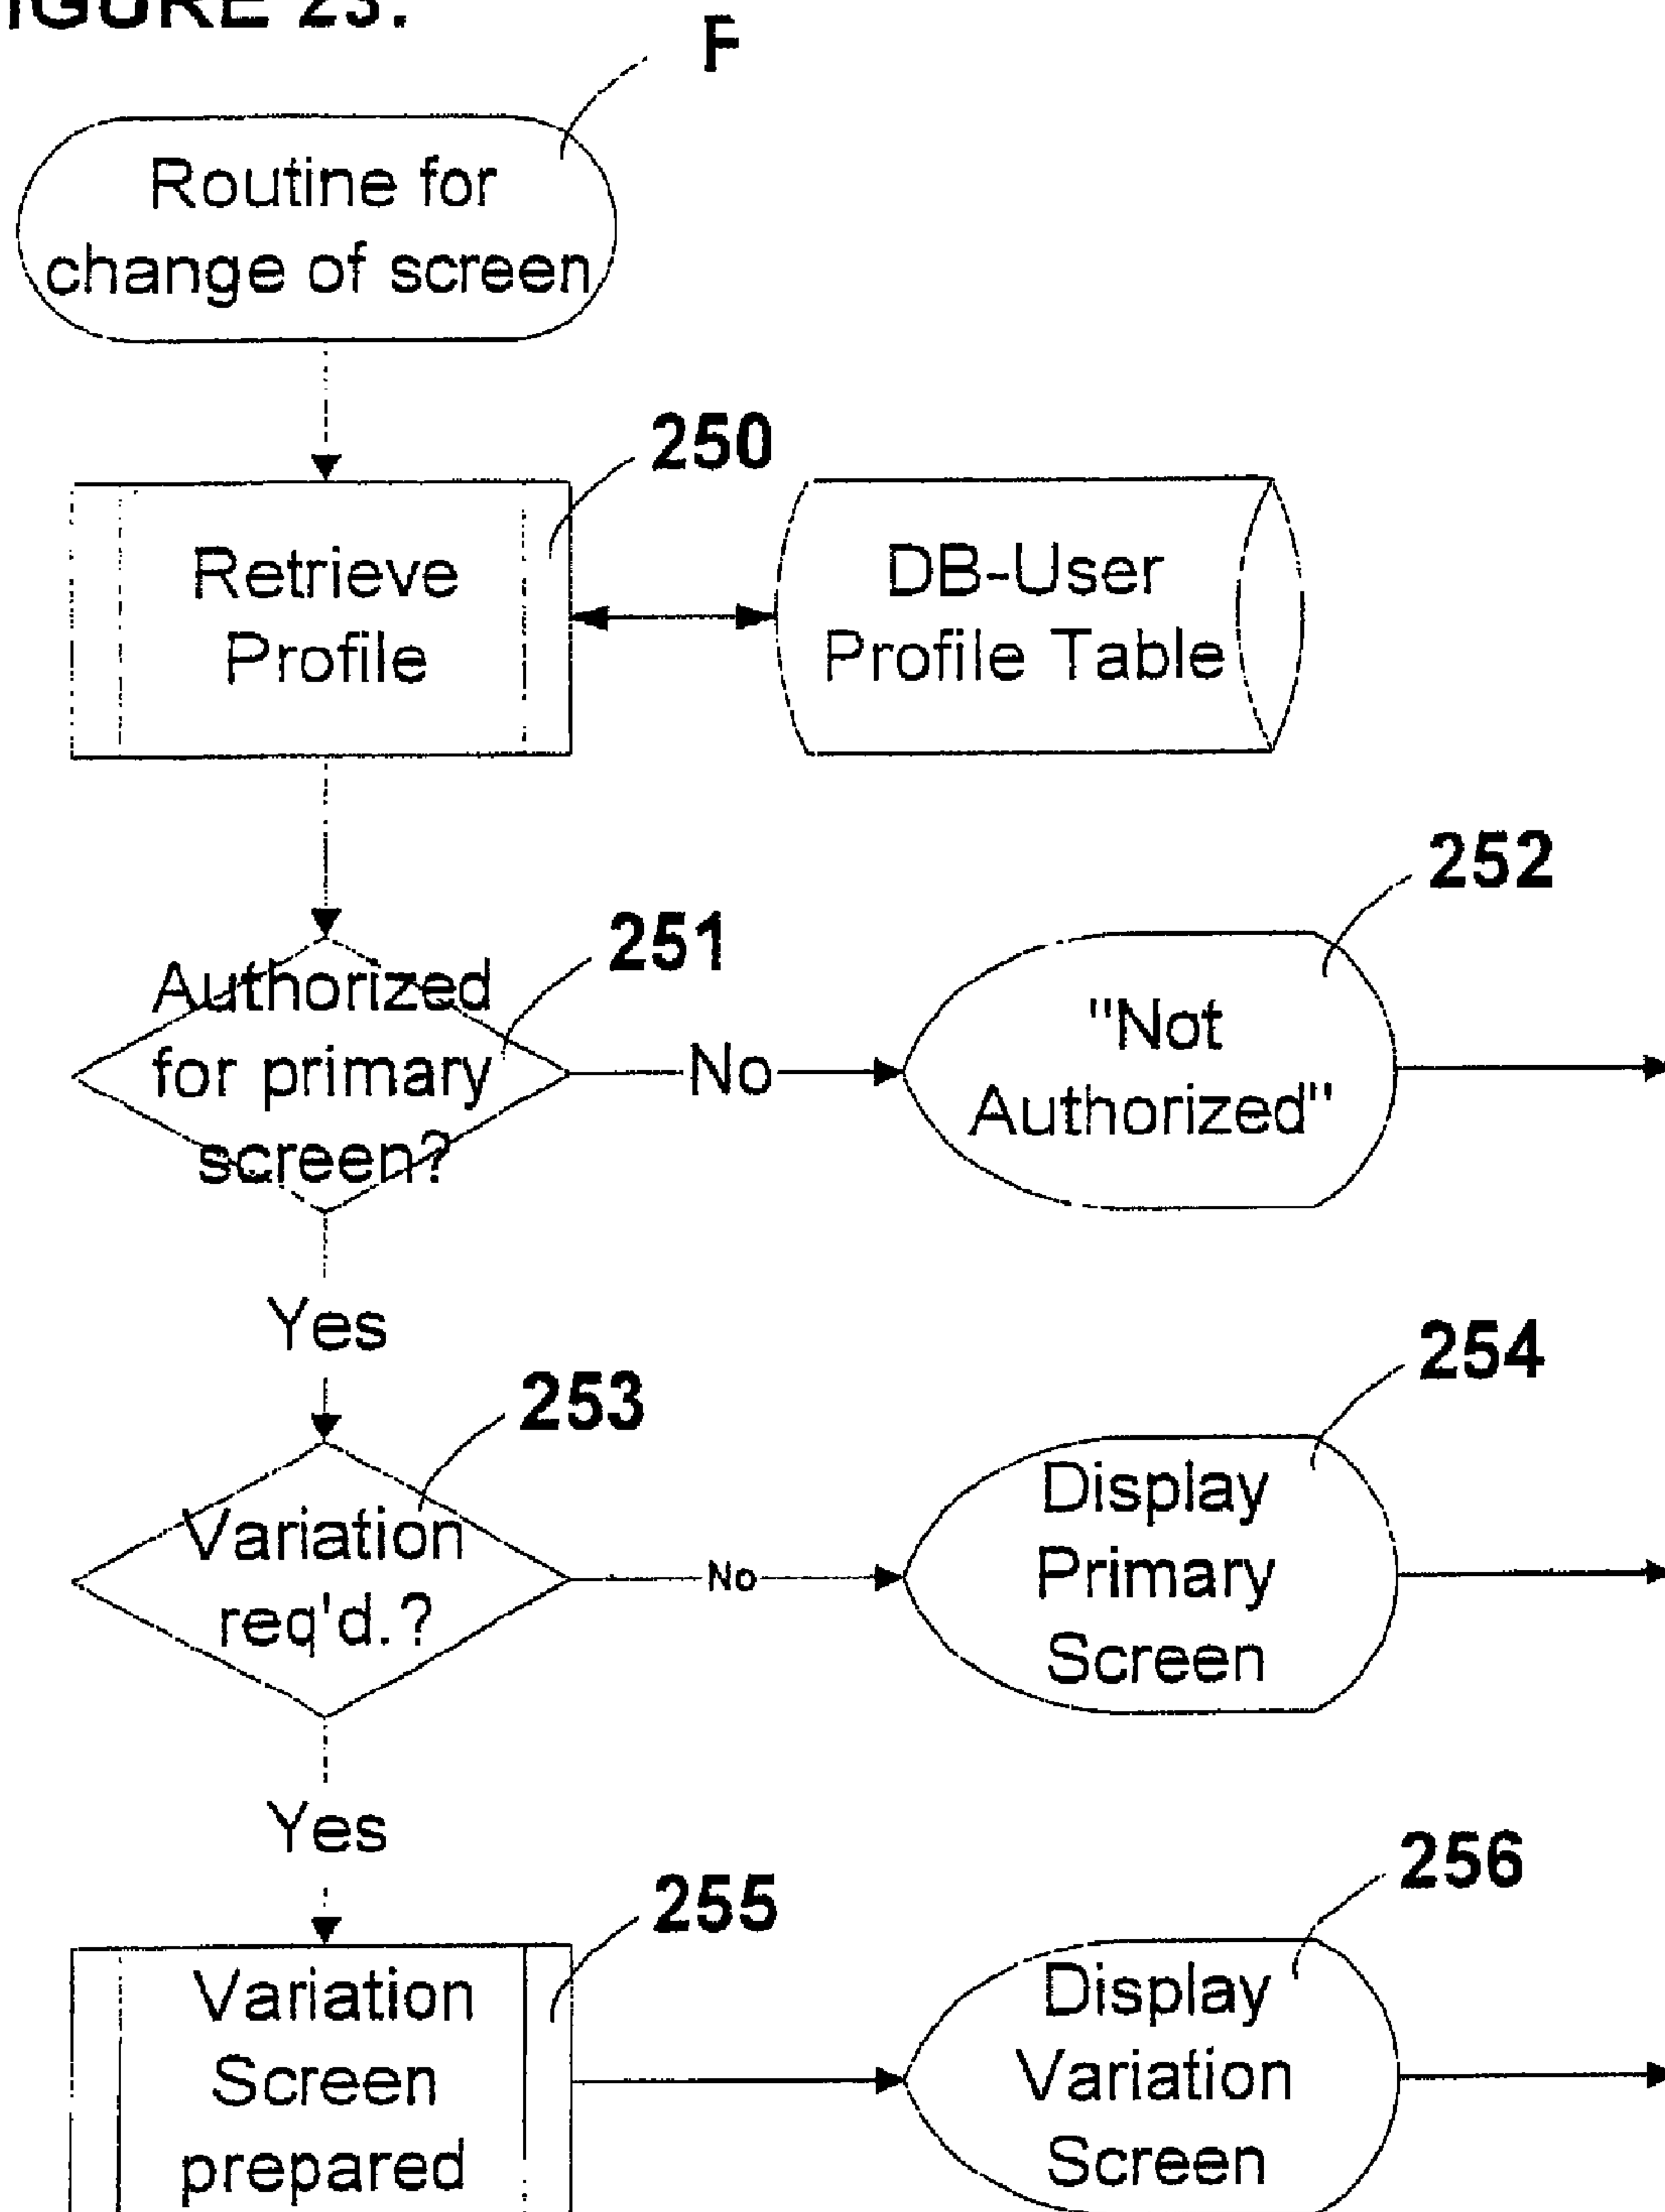 IGURE 23.
F
Routine for
change of screen
250
Retrieve
Profile
DB-User
Profile Table
251
Authorized
for primary
screen?
No
252
"Not
Authorized"
Yes
253
Variation
req'd.?
No
254
Display
Primary
Screen
Yes
255
Variation
Screen
prepared
256
Display
Variation
Screen